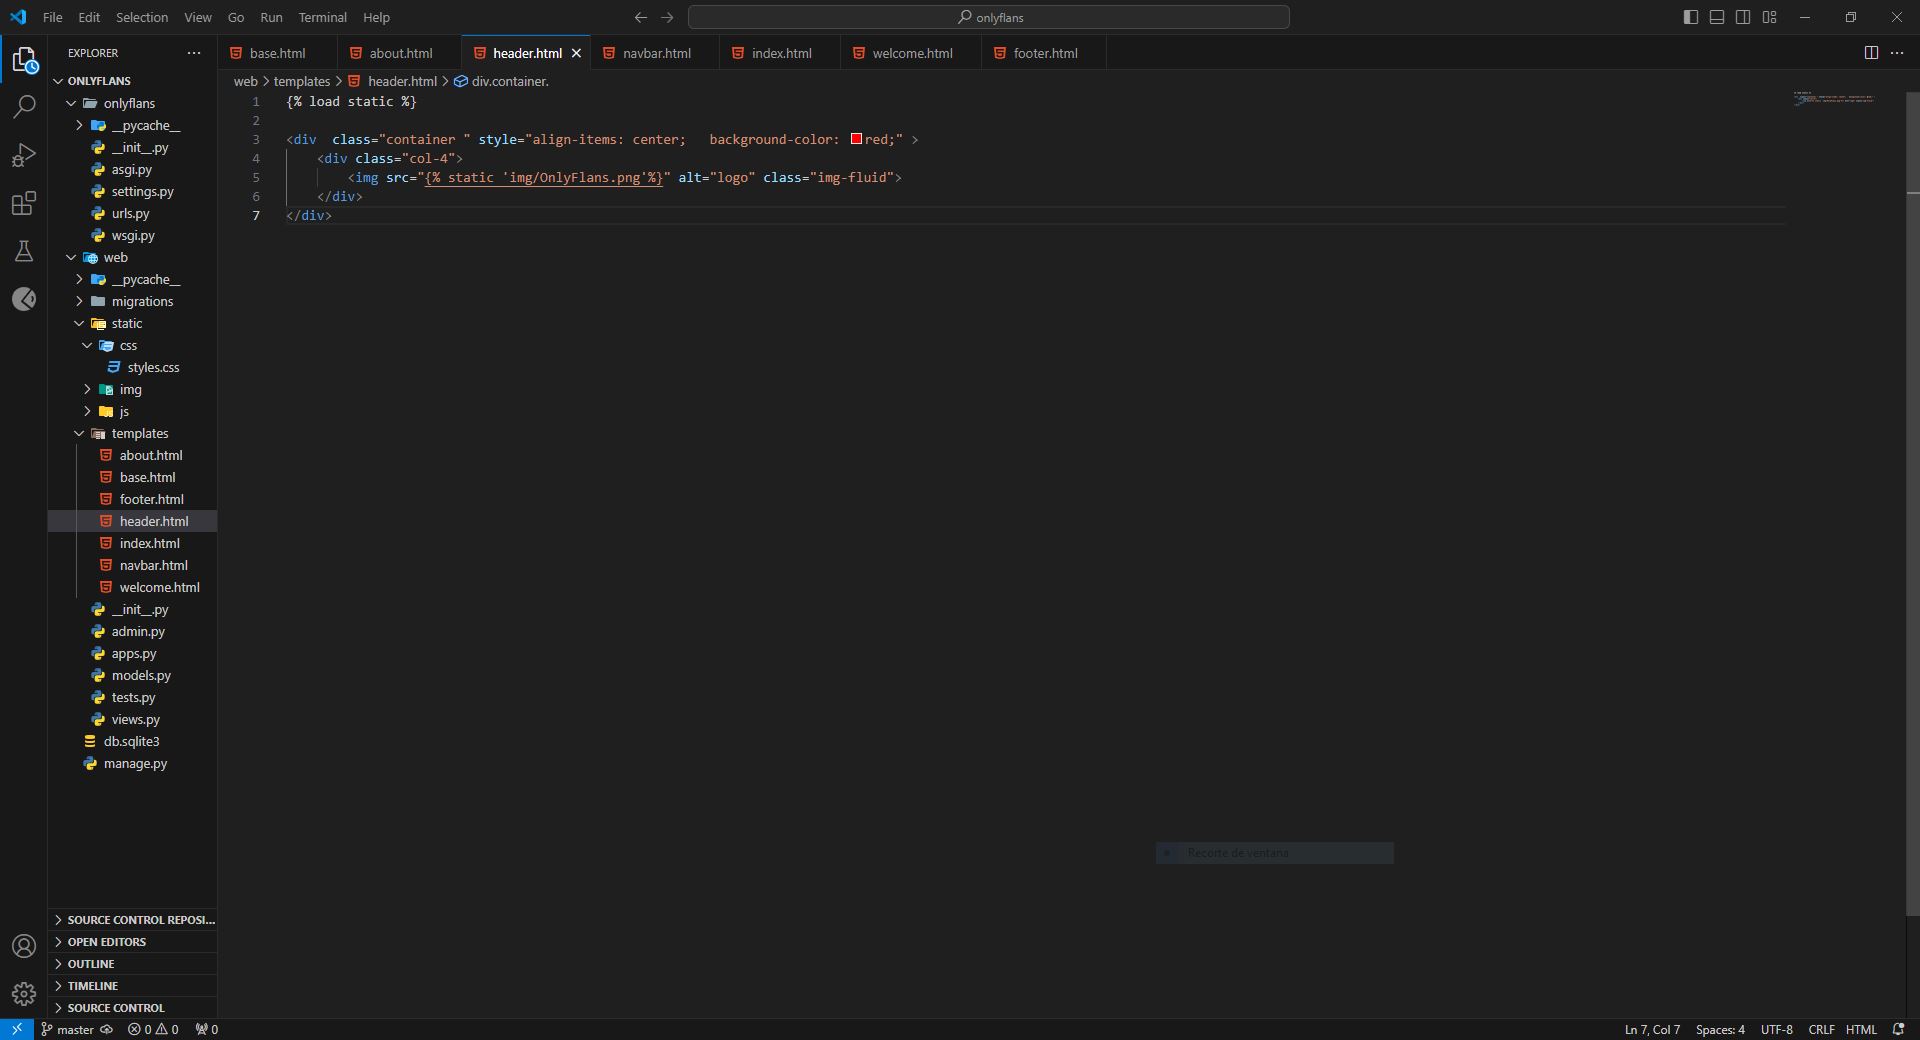 File Edit Selection View Go Run Terminal Help
onlyflans
EXPLORER
base.html about.html header.html navbar.html index.html welcome.html footer.html
web > templates > header.html > div.container.
ONLYFLANS
onlyflans
__pycache__
__init__.py
asgi.py
settings.py
urls.py
wsgi.py
web
__pycache__
migrations
static
css
styles.css
img
js
templates
about.html
base.html
footer.html
header.html
index.html
navbar.html
welcome.html
__init__.py
admin.py
apps.py
models.py
tests.py
views.py
db.sqlite3
manage.py
SOURCE CONTROL REPOSI...
OPEN EDITORS
OUTLINE
TIMELINE
SOURCE CONTROL
1 {% load static %}
2
3 <div  class="container " style="align-items: center;   background-color: red;" >
4     <div class="col-4">
5         <img src="{% static 'img/OnlyFlans.png'%}" alt="logo" class="img-fluid">
6     </div>
7 </div>
Recorte de ventana
master 0 0 0
Ln 7, Col 7 Spaces: 4 UTF-8 CRLF HTML